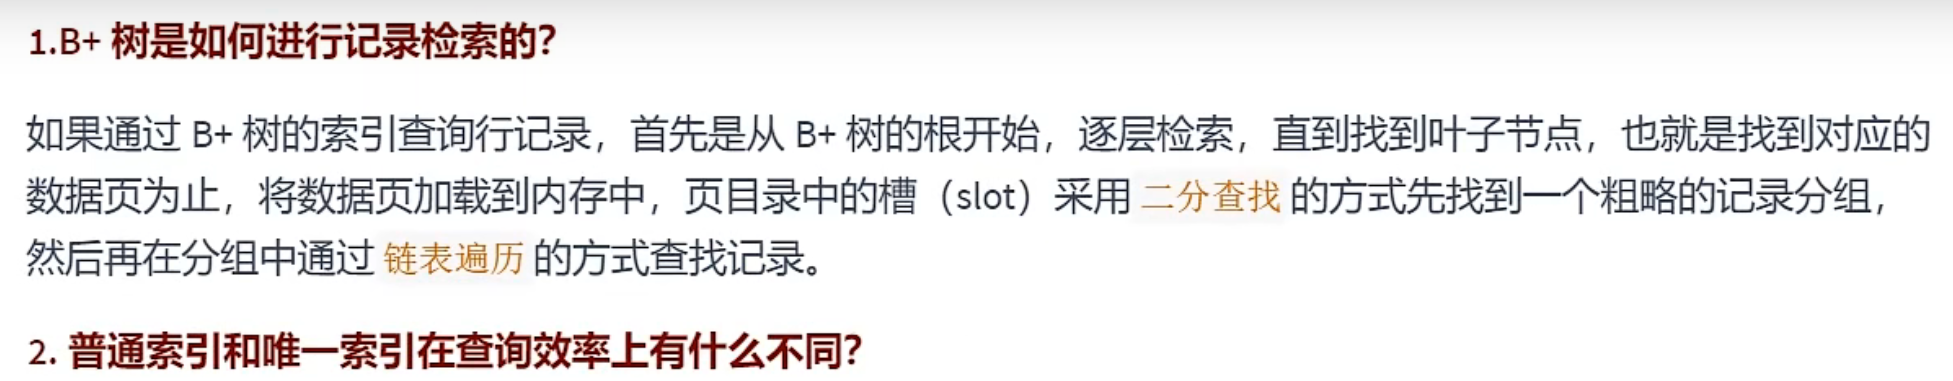 1.B+ 树是如何进行记录检索的？
如果通过 B+ 树的索引查询行记录，首先是从 B+ 树的根开始，逐层检索，直到找到叶子节点，也就是找到对应的
数据页为止，将数据页加载到内存中，页目录中的槽（slot）采用 二分查找 的方式先找到一个粗略的记录分组，
然后再在分组中通过 链表遍历 的方式查找记录。
2. 普通索引和唯一索引在查询效率上有什么不同？